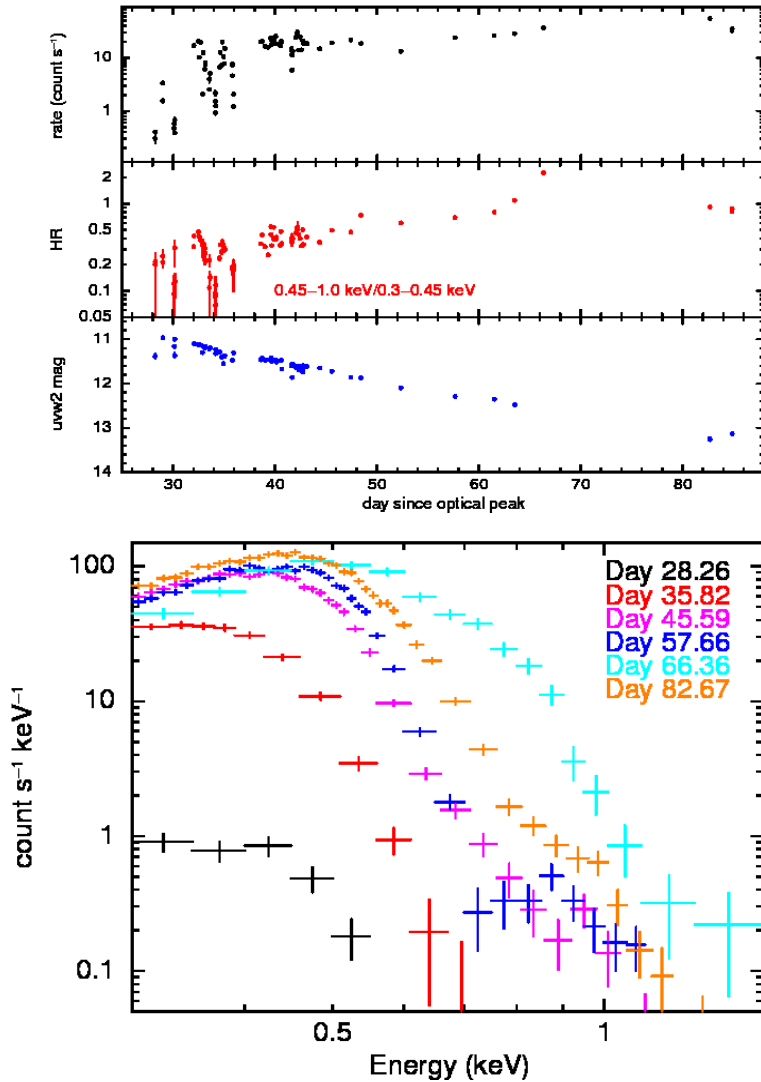 rate (count s⁻¹)
10
1
HR
2
1
0.5
0.2
0.1
0.05
0.45–1.0 keV/0.3–0.45 keV
uvw2 mag
11
12
13
14
30 40 50 60 70 80
day since optical peak
count s⁻¹ keV⁻¹
100
10
1
0.1
Day 28.26
Day 35.82
Day 45.59
Day 57.66
Day 66.36
Day 82.67
0.5 1
Energy (keV)